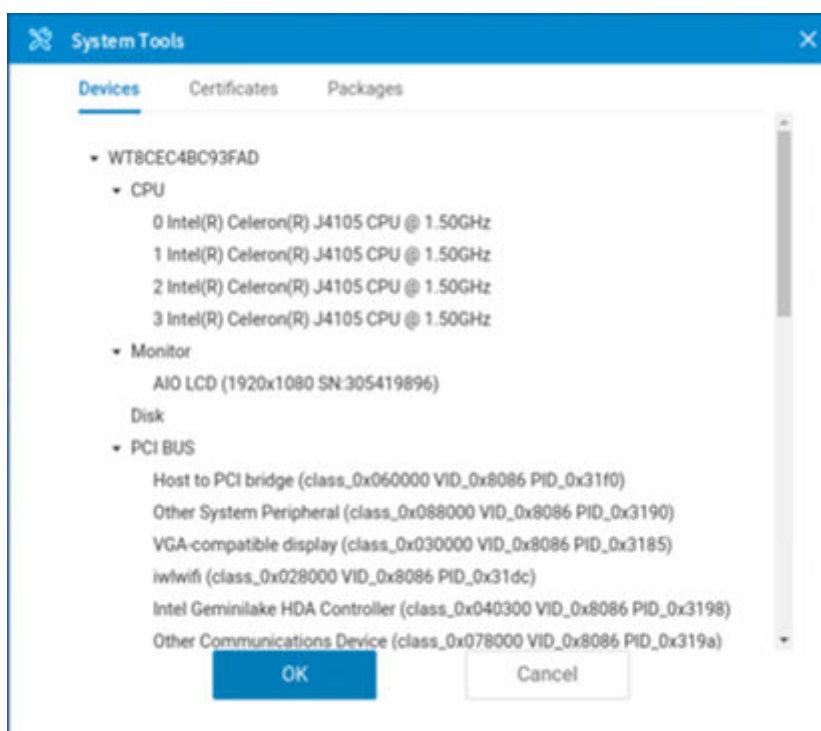 System Tools
Devices Certificates Packages
WT8CEC4BC93FAD
CPU
0 Intel(R) Celeron(R) J4105 CPU @ 1.50GHz
1 Intel(R) Celeron(R) J4105 CPU @ 1.50GHz
2 Intel(R) Celeron(R) J4105 CPU @ 1.50GHz
3 Intel(R) Celeron(R) J4105 CPU @ 1.50GHz
Monitor
AIO LCD (1920x1080 SN:305419896)
Disk
PCI BUS
Host to PCI bridge (class_0x060000 VID_0x8086 PID_0x31f0)
Other System Peripheral (class_0x088000 VID_0x8086 PID_0x3190)
VGA-compatible display (class_0x030000 VID_0x8086 PID_0x3185)
iwlwifi (class_0x028000 VID_0x8086 PID_0x31dc)
Intel Geminilake HDA Controller (class_0x040300 VID_0x8086 PID_0x3198)
Other Communications Device (class_0x078000 VID_0x8086 PID_0x319a)
OK Cancel